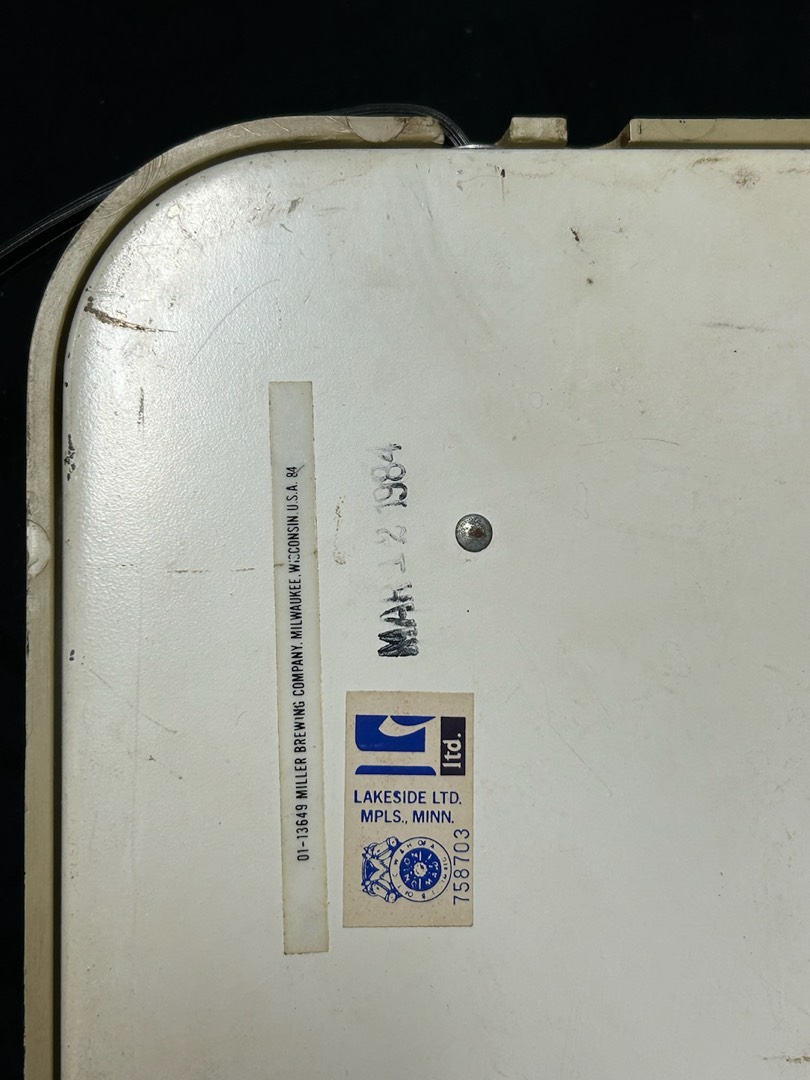 01-13649 MILLER BREWING COMPANY, MILWAUKEE, WISCONSIN, U.S.A. 84
MAR 12 1984
ltd.
LAKESIDE LTD.
MPLS., MINN.
758703